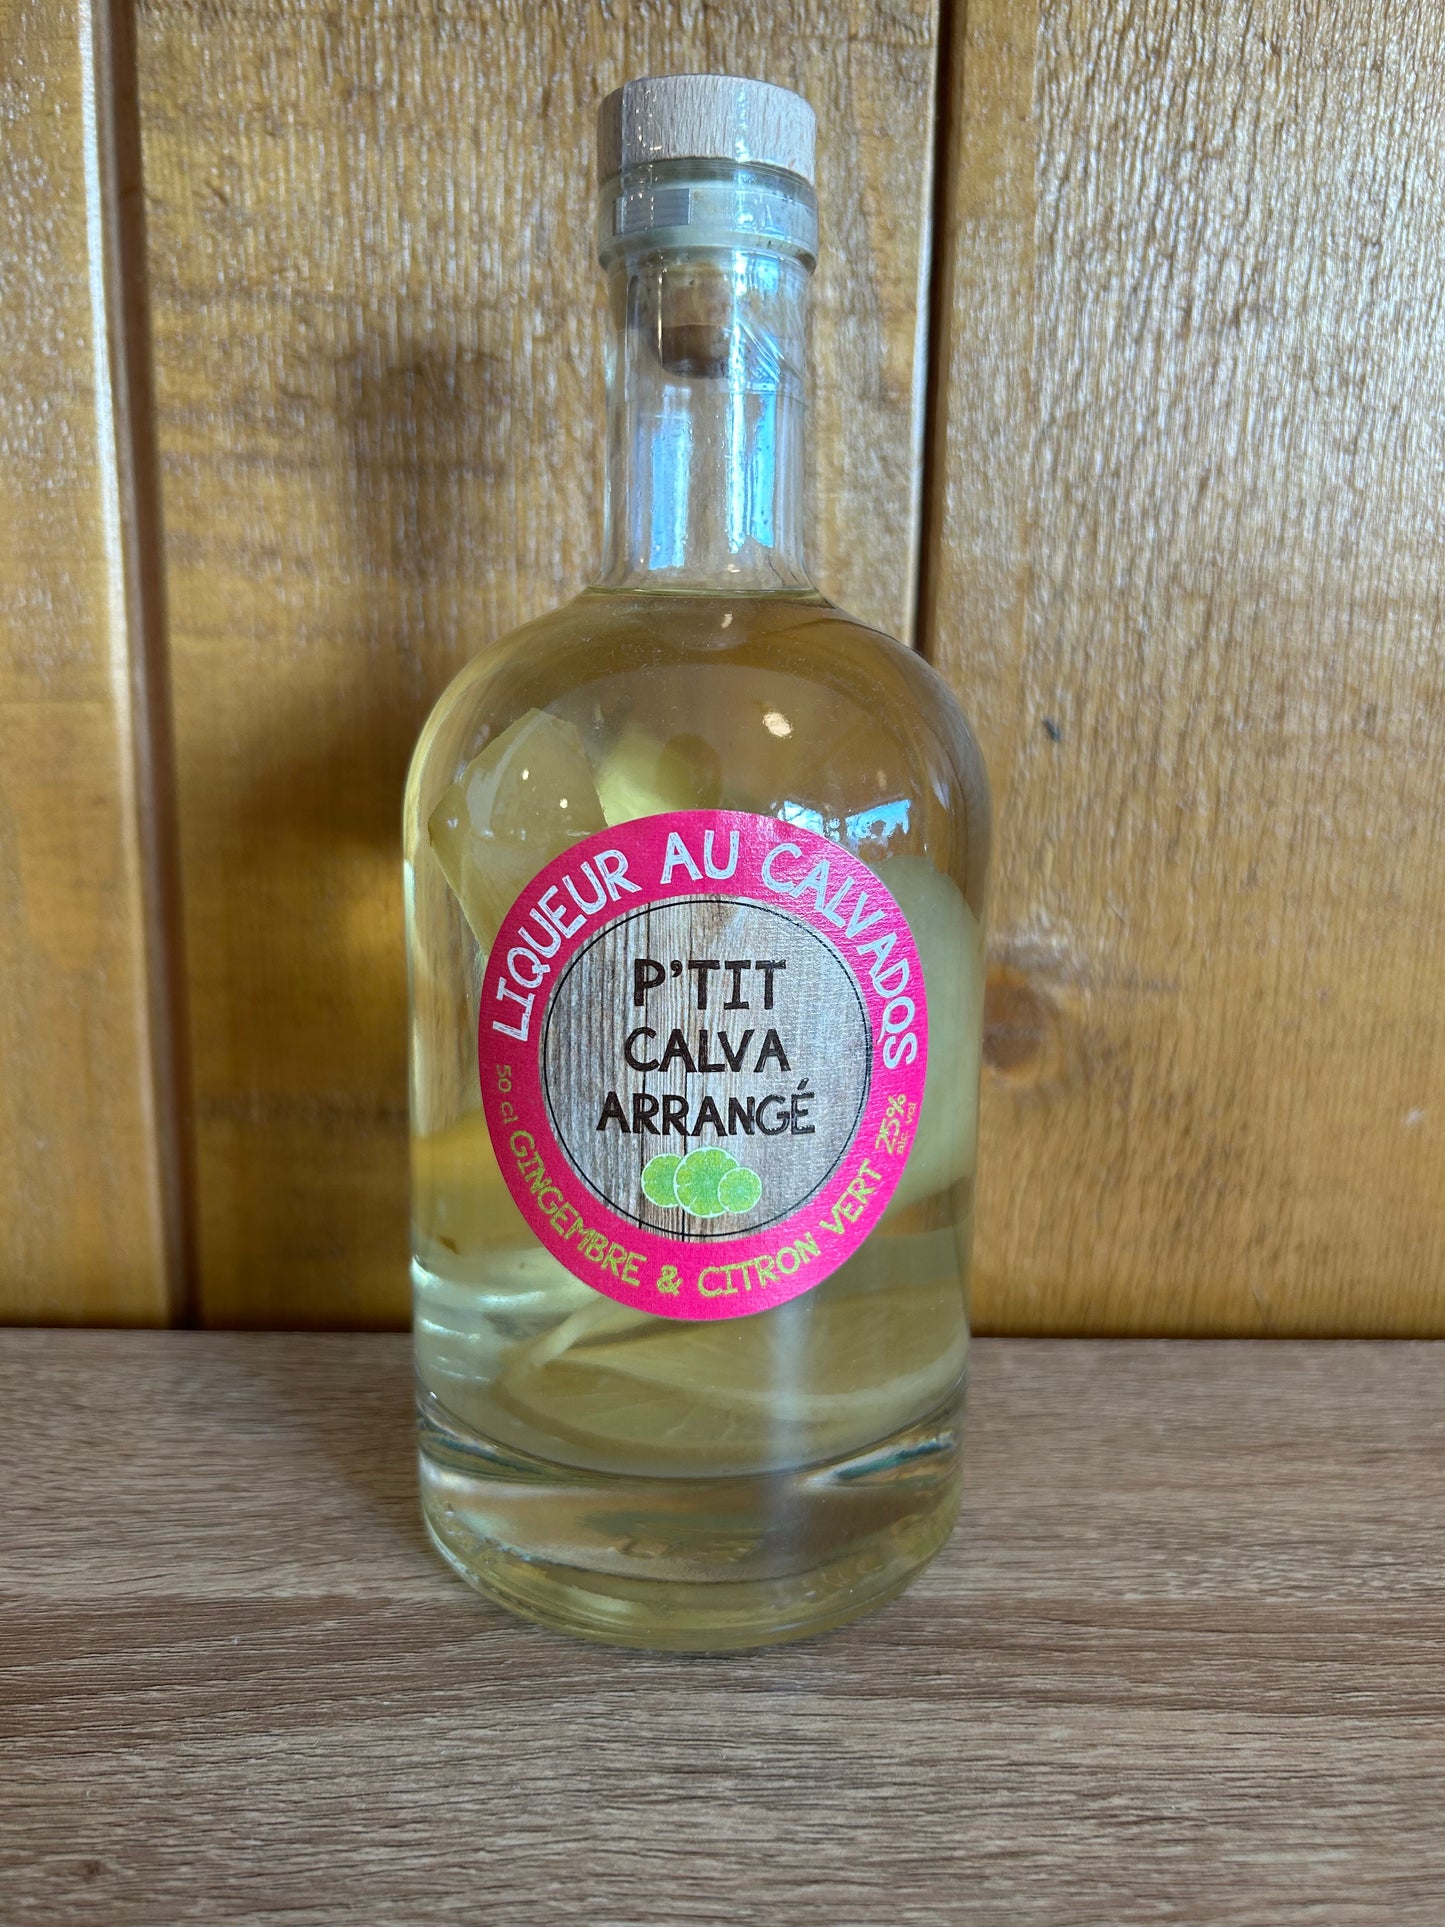 LIQUEUR AU CALVADOS
P'TIT
CALVA
ARRANGÉ
50 cl GINGEMBRE & CITRON VERT 25%
alc. vol